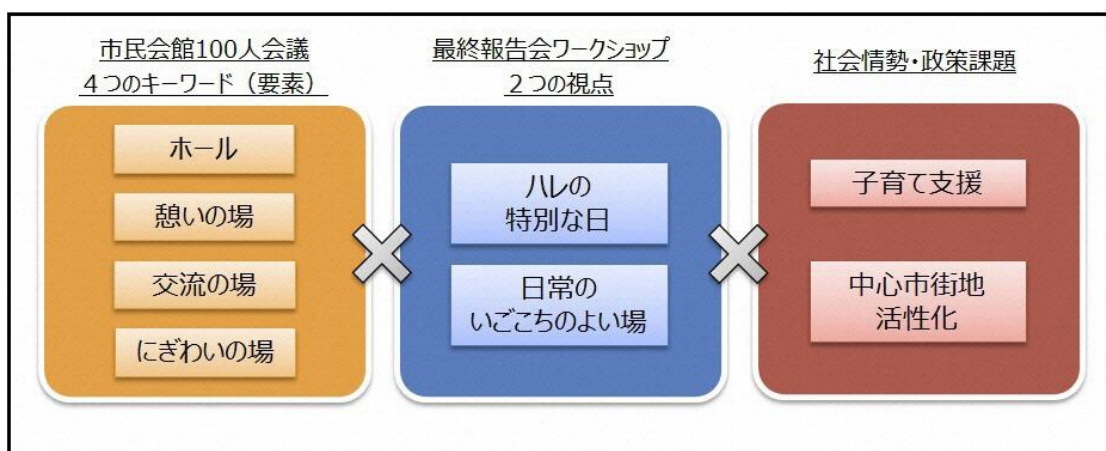 市民会館100人会議
４つのキーワード（要素）
ホール
憩いの場
交流の場
にぎわいの場
最終報告会ワークショップ
２つの視点
ハレの
特別な日
日常の
いごこちのよい場
社会情勢・政策課題
子育て支援
中心市街地
活性化